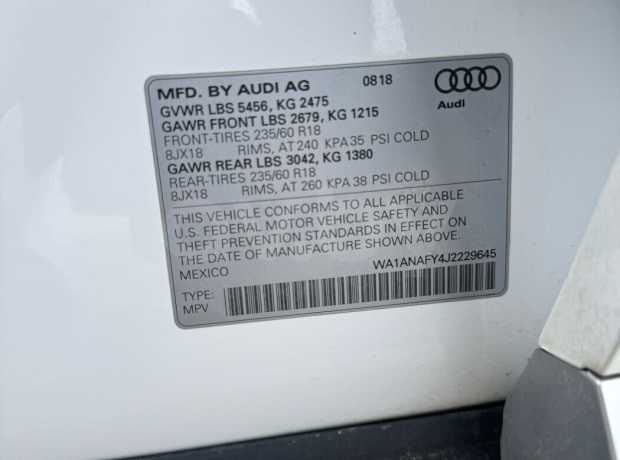 MFD. BY AUDI AG 0818
GVWR LBS 5456, KG 2475
GAWR FRONT LBS 2679, KG 1215
FRONT-TIRES 235/60 R18
8JX18 RIMS, AT 240 KPA 35 PSI COLD
GAWR REAR LBS 3042, KG 1380
REAR-TIRES 235/60 R18
8JX18 RIMS, AT 260 KPA 38 PSI COLD
Audi
THIS VEHICLE CONFORMS TO ALL APPLICABLE
U.S. FEDERAL MOTOR VEHICLE SAFETY AND
THEFT PREVENTION STANDARDS IN EFFECT ON
THE DATE OF MANUFACTURE SHOWN ABOVE.
MEXICO WA1ANAFY4J2229645
TYPE:
MPV